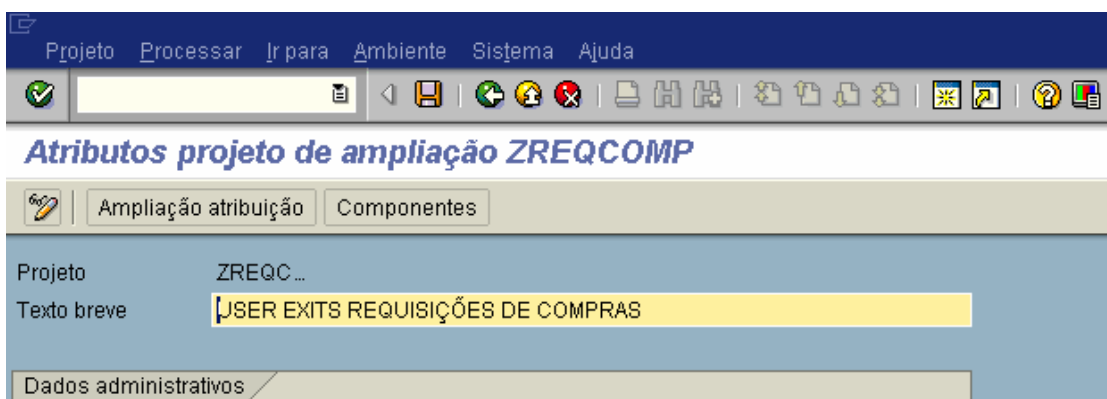 Projeto Processar Ir para Ambiente Sistema Ajuda
Atributos projeto de ampliação ZREQCOMP
Ampliação atribuição Componentes
Projeto ZREQC...
Texto breve USER EXITS REQUISIÇÕES DE COMPRAS
Dados administrativos